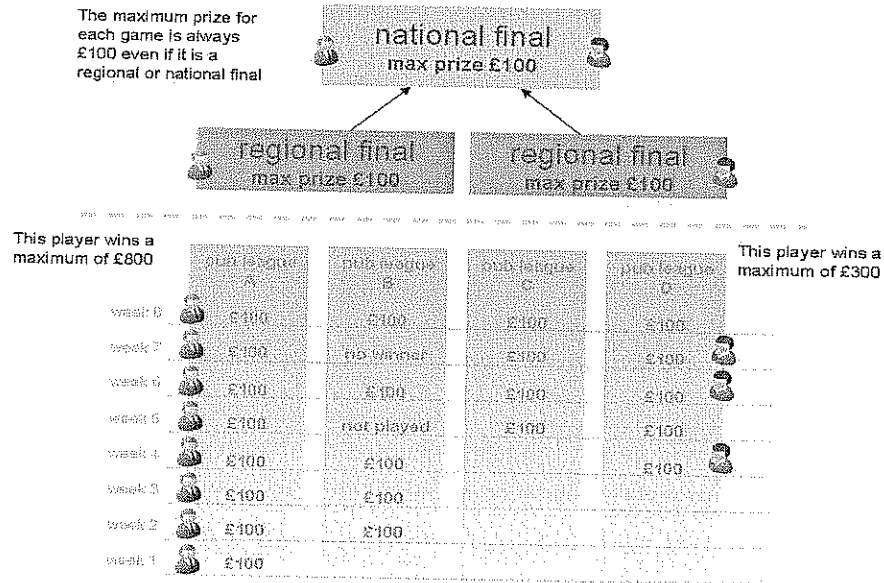 The maximum prize for
each game is always
£100 even if it is a
regional or national final
national final
max prize £100
regional final
max prize £100
regional final
max prize £100
This player wins a
maximum of £800
This player wins a
maximum of £300
pub league
A
pub league
B
pub league
C
pub league
D
week 8 £100 £100 £100 £100
week 7 £100 no winner £100 £100
week 6 £100 £100 £100 £100
week 5 £100 not played £100 £100
week 4 £100 £100 £100
week 3 £100 £100
week 2 £100 £100
week 1 £100